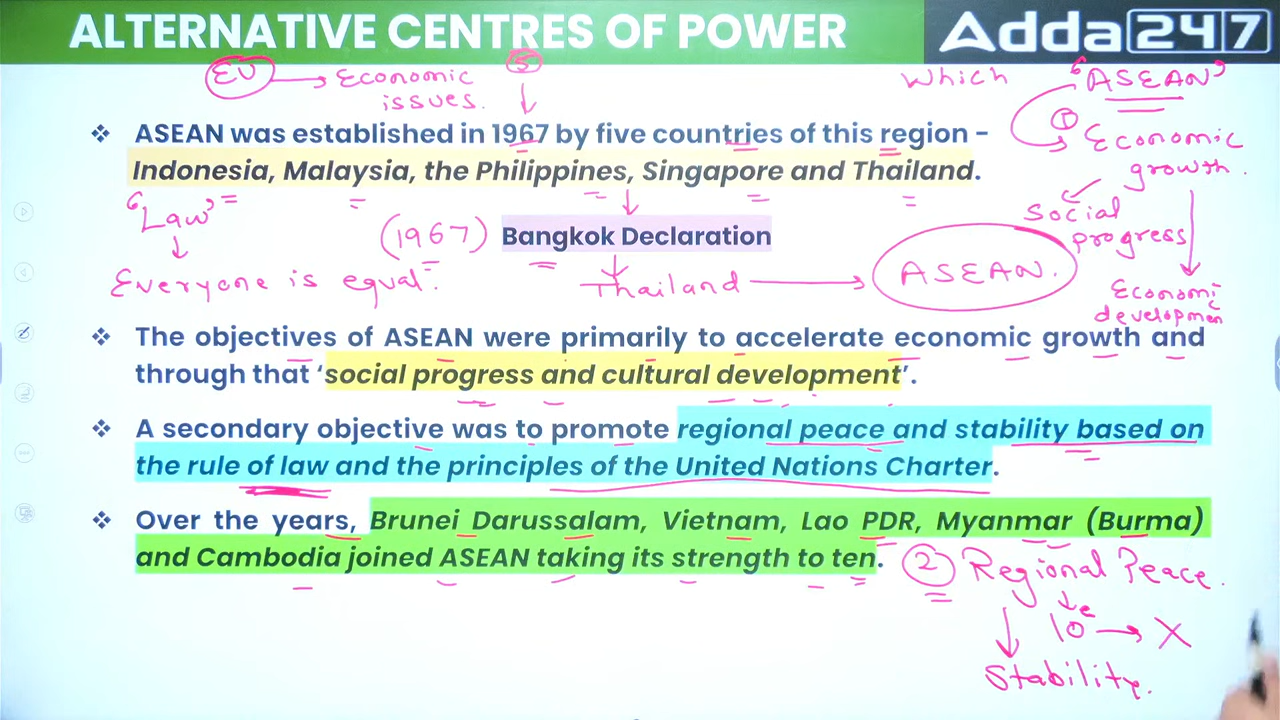 ALTERNATIVE CENTRES OF POWER
Adda247
EU → Economic issues.
5
Which 'ASEAN'
① Economic growth.
❖ ASEAN was established in 1967 by five countries of this region –
Indonesia, Malaysia, the Philippines, Singapore and Thailand.
'Law'
Social progress
(1967) Bangkok Declaration
Everyone is equal.
Thailand → ASEAN.
Economi developmen
❖ The objectives of ASEAN were primarily to accelerate economic growth and
through that 'social progress and cultural development'.
❖ A secondary objective was to promote regional peace and stability based on
the rule of law and the principles of the United Nations Charter.
❖ Over the years, Brunei Darussalam, Vietnam, Lao PDR, Myanmar (Burma)
and Cambodia joined ASEAN taking its strength to ten.
② Regional Peace.
10 → X
Stability.